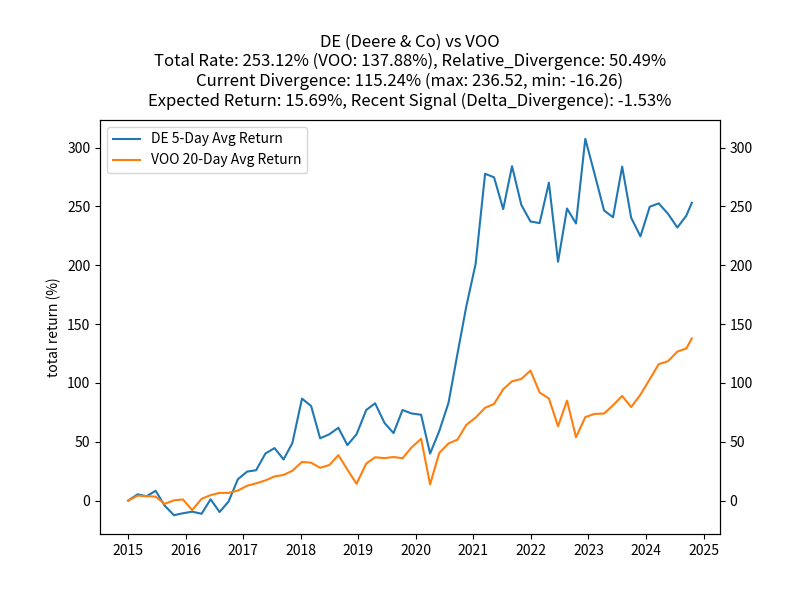 DE (Deere & Co) vs VOO
Total Rate: 253.12% (VOO: 137.88%), Relative_Divergence: 50.49%
Current Divergence: 115.24% (max: 236.52, min: -16.26)
Expected Return: 15.69%, Recent Signal (Delta_Divergence): -1.53%
DE 5-Day Avg Return
VOO 20-Day Avg Return
total return (%)
300 300
250 250
200 200
150 150
100 100
50 50
0 0
2015 2016 2017 2018 2019 2020 2021 2022 2023 2024 2025